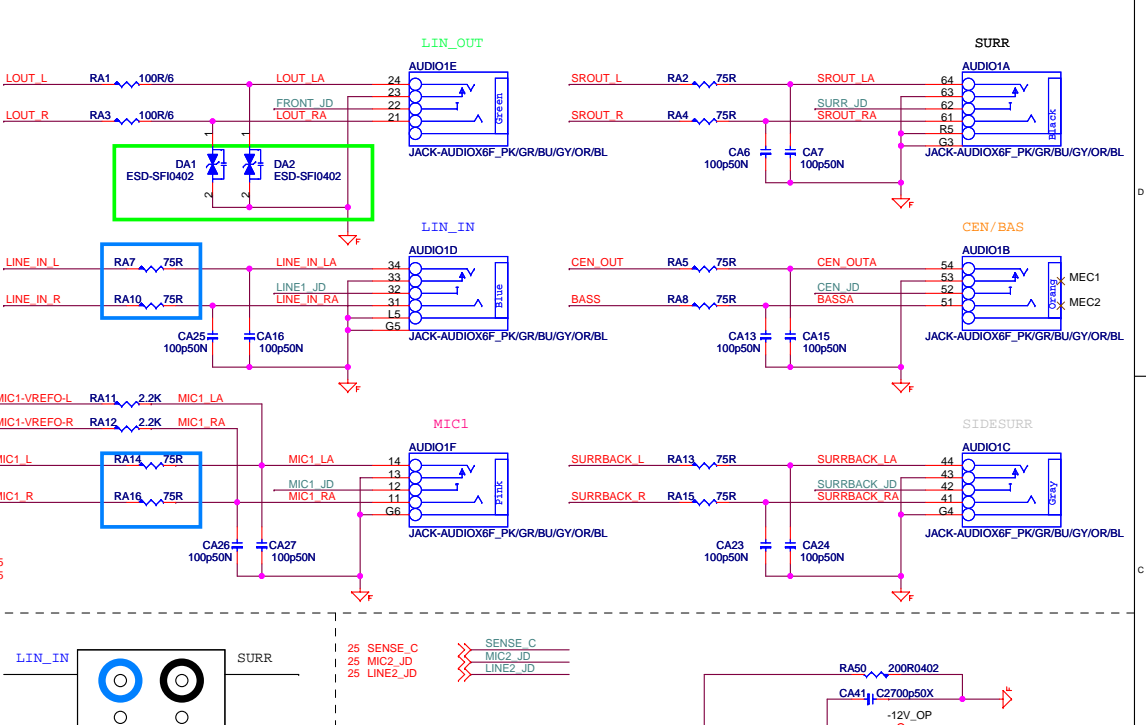 LIN_OUT
AUDIO1E
LOUT_L RA1 100R/6 LOUT_LA 24
23
FRONT_JD 22
LOUT_R RA3 100R/6 LOUT_RA 21
Green
JACK-AUDIOX6F_PK/GR/BU/GY/OR/BL
1 1
DA1 DA2
ESD-SFI0402 ESD-SFI0402
2 2
F
SURR
AUDIO1A
SROUT_L RA2 75R SROUT_LA 64
63
SURR_JD 62
SROUT_R RA4 75R SROUT_RA 61
R5
G3
Black
JACK-AUDIOX6F_PK/GR/BU/GY/OR/BL
CA6 CA7
100p50N 100p50N
F
D
LIN_IN
AUDIO1D
LINE_IN_L RA7 75R LINE_IN_LA 34
33
LINE1_JD 32
LINE_IN_R RA10 75R LINE_IN_RA 31
L5
G5
Blue
JACK-AUDIOX6F_PK/GR/BU/GY/OR/BL
CA25 CA16
100p50N 100p50N
F
CEN/BAS
AUDIO1B
CEN_OUT RA5 75R CEN_OUTA 54
53
CEN_JD 52
BASS RA8 75R BASSA 51
Orang
MEC1
MEC2
JACK-AUDIOX6F_PK/GR/BU/GY/OR/BL
CA13 CA15
100p50N 100p50N
F
MIC1-VREFO-L RA11 2.2K MIC1_LA
MIC1-VREFO-R RA12 2.2K MIC1_RA
MIC1
AUDIO1F
MIC1_L RA14 75R MIC1_LA 14
13
MIC1_JD 12
MIC1_R RA16 75R MIC1_RA 11
G6
Pink
JACK-AUDIOX6F_PK/GR/BU/GY/OR/BL
CA26 CA27
100p50N 100p50N
F
5
5
SIDESURR
AUDIO1C
SURRBACK_L RA13 75R SURRBACK_LA 44
43
SURRBACK_JD 42
SURRBACK_R RA15 75R SURRBACK_RA 41
G4
Gray
JACK-AUDIOX6F_PK/GR/BU/GY/OR/BL
CA23 CA24
100p50N 100p50N
F
C
LIN_IN SURR
25 SENSE_C SENSE_C
25 MIC2_JD MIC2_JD
25 LINE2_JD LINE2_JD
RA50 200R0402
CA41 C2700p50X
F
-12V_OP